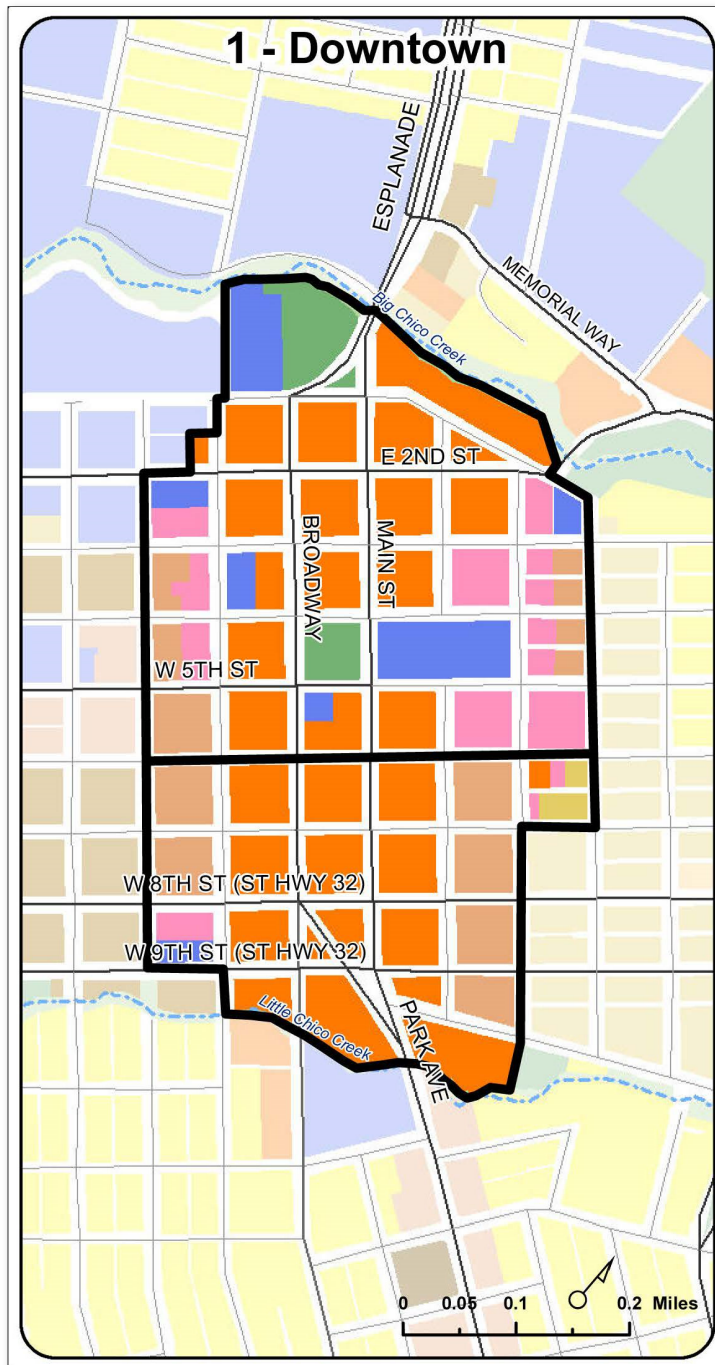 1 - Downtown
ESPLANADE
MEMORIAL WAY
Big Chico Creek
E 2ND ST
BROADWAY
MAIN ST
W 5TH ST
W 8TH ST (ST HWY 32)
W 9TH ST (ST HWY 32)
Little Chico Creek
PARK AVE
0 0.05 0.1 0.2 Miles